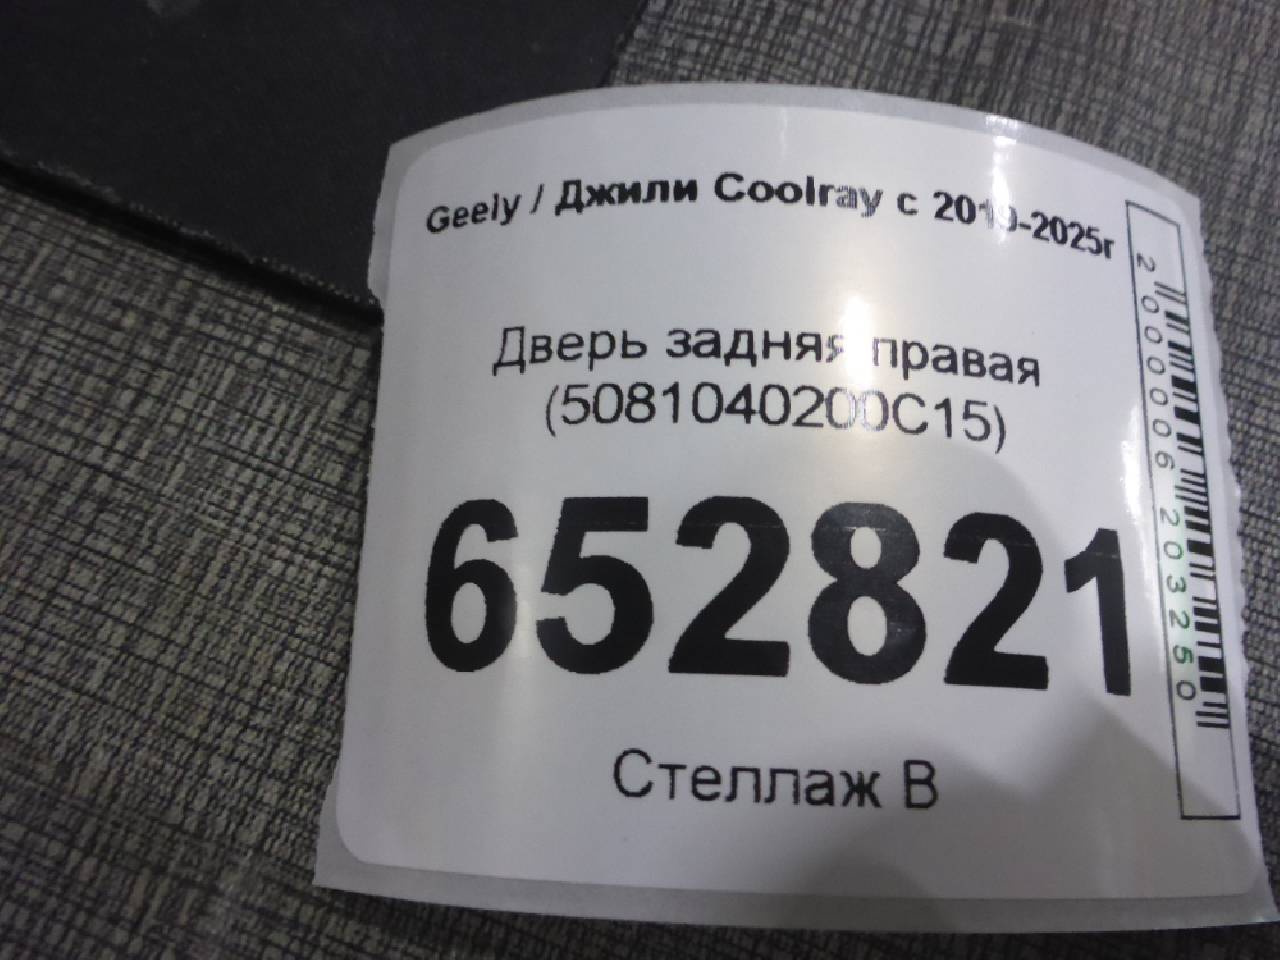 Geely / Джили Coolray с 2019-2025г
Дверь задняя правая
(5081040200C15)
652821
Стеллаж В
2000006203250